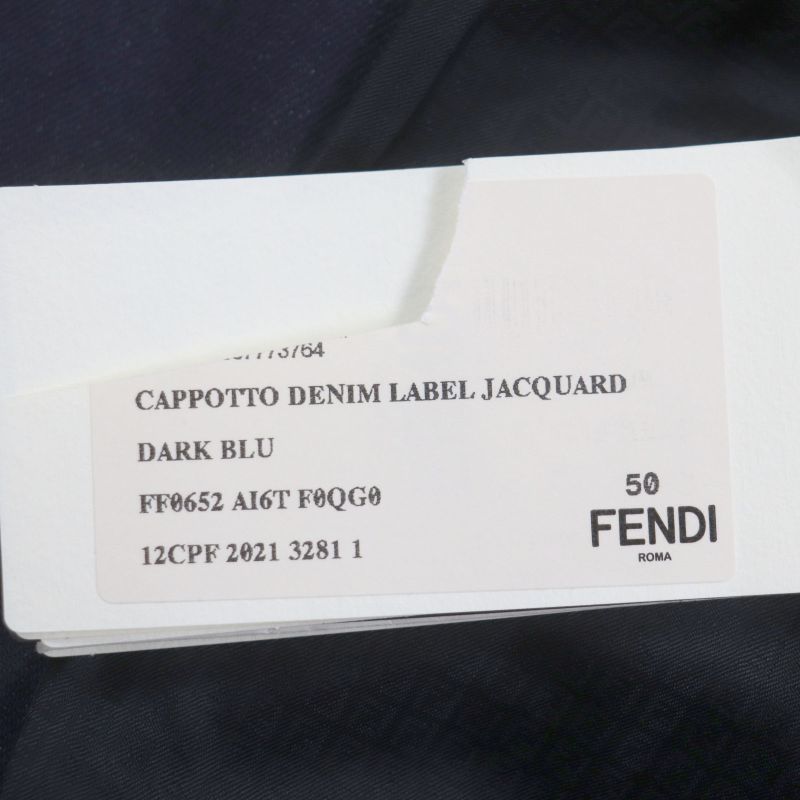 CAPPOTTO DENIM LABEL JACQUARD
DARK BLU
FF0652 AI6T F0QG0
12CPF 2021 3281 1
50
FENDI
ROMA